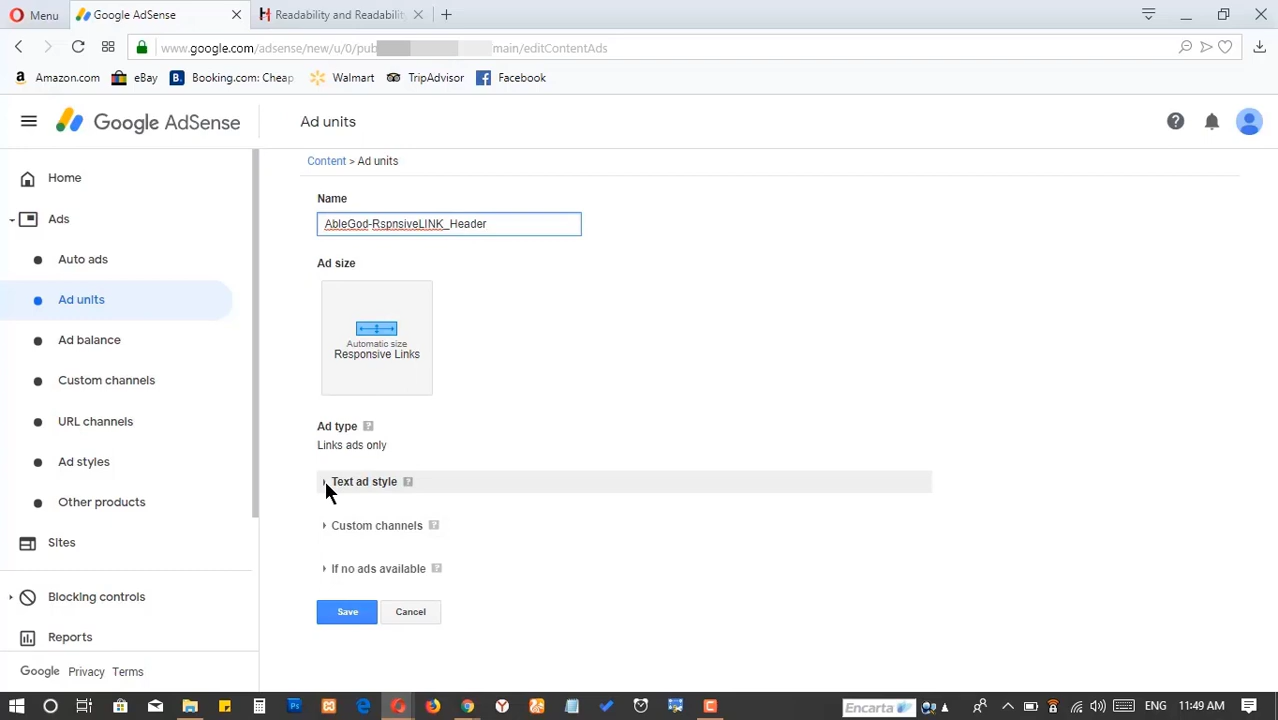 Menu
Google AdSense
Readability and Readabilit
www.google.com/adsense/new/u/0/pub main/editContentAds
Amazon.com
eBay
Booking.com: Cheap
Walmart
TripAdvisor
Facebook
Google AdSense
Ad units
Home
Ads
Auto ads
Ad units
Ad balance
Custom channels
URL channels
Ad styles
Other products
Sites
Blocking controls
Reports
Google Privacy Terms
Content > Ad units
Name
AbleGod-RspnsiveLINK_Header
Ad size
Automatic size
Responsive Links
Ad type ?
Links ads only
Text ad style ?
Custom channels ?
If no ads available ?
Save
Cancel
Encarta
ENG
11:49 AM